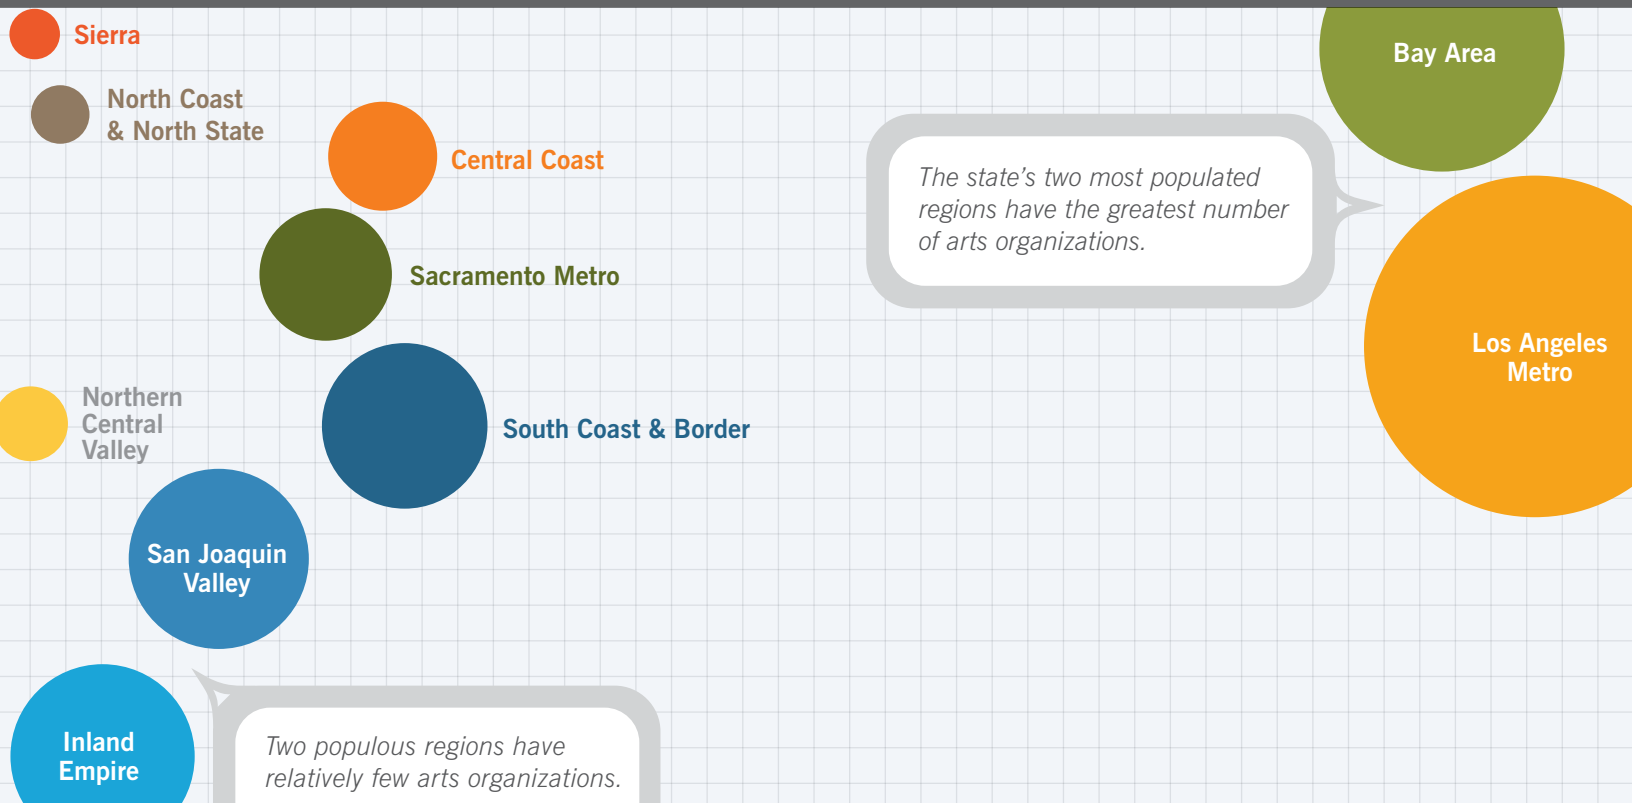 Sierra
North Coast
& North State
Central Coast
Sacramento Metro
Northern
Central
Valley
South Coast & Border
San Joaquin
Valley
Inland
Empire
Two populous regions have
relatively few arts organizations.
The state’s two most populated
regions have the greatest number
of arts organizations.
Bay Area
Los Angeles
Metro